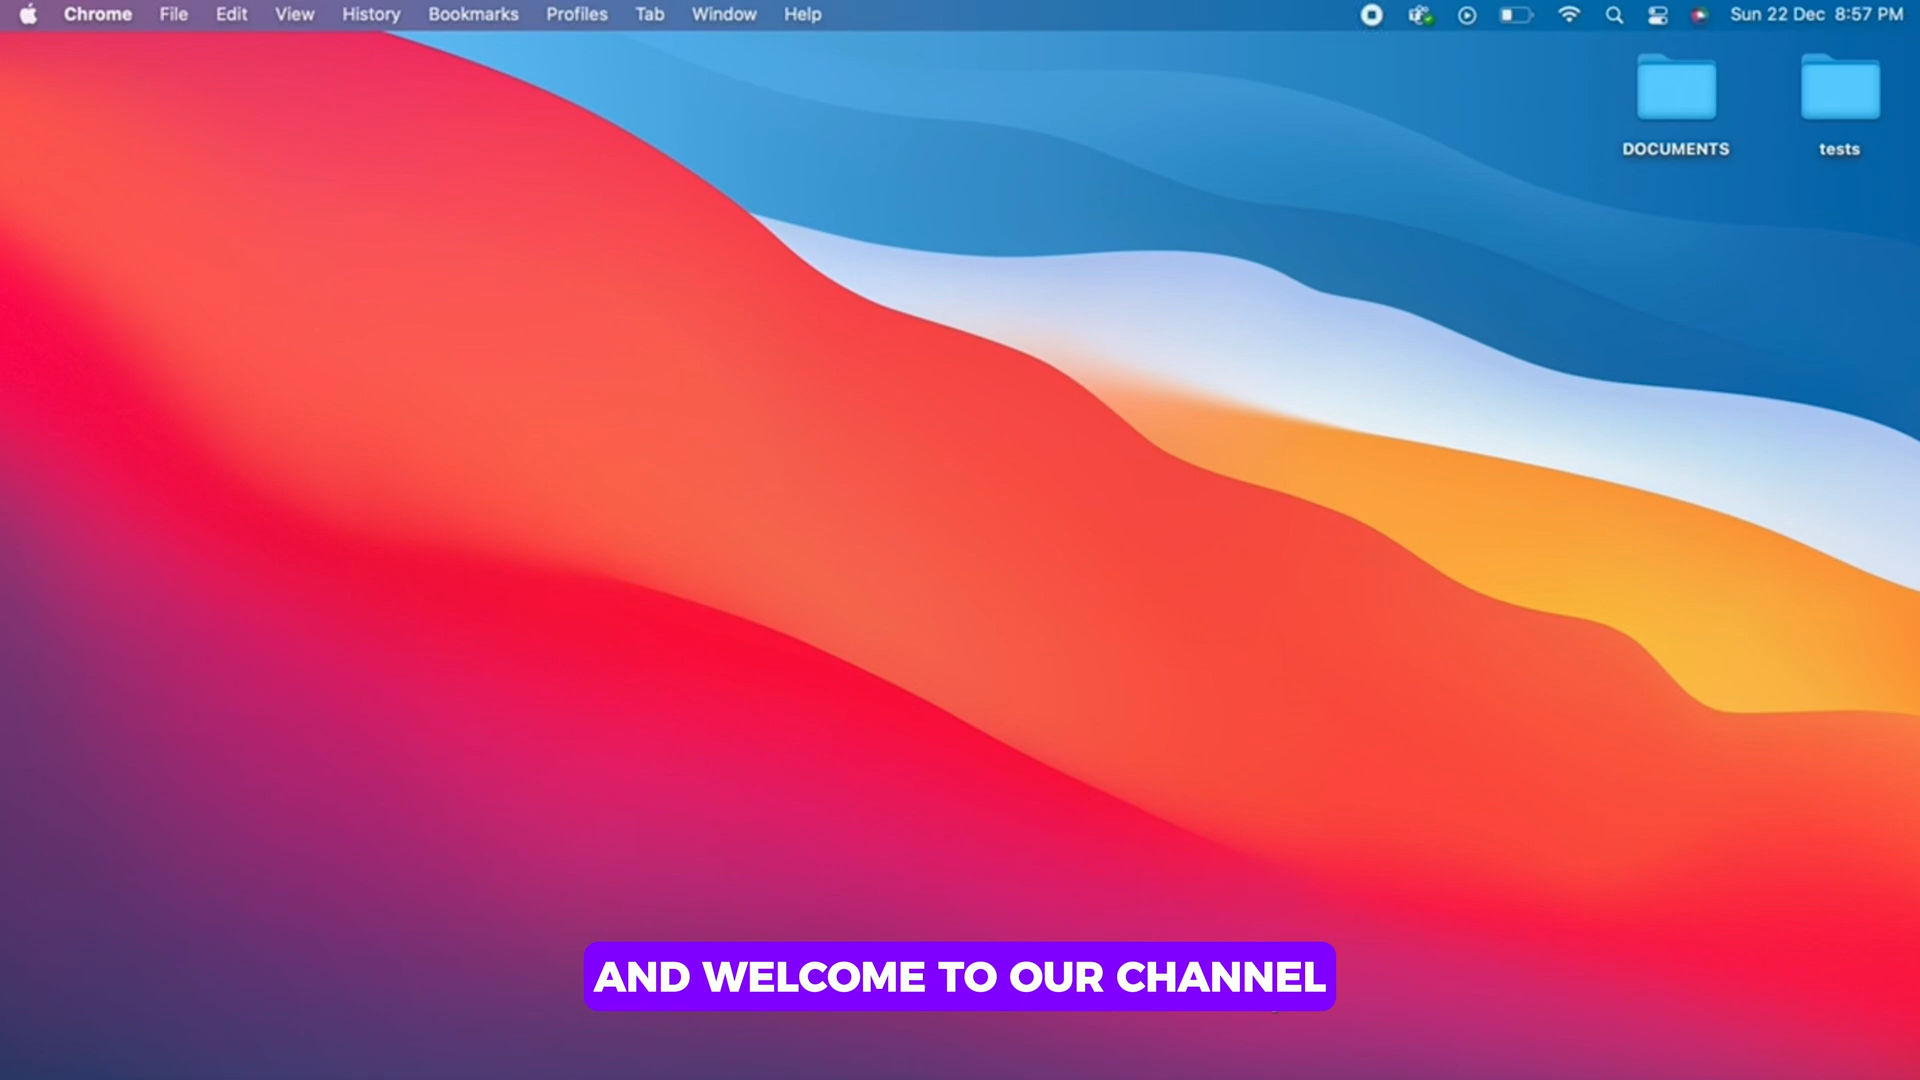 Chrome File Edit View History Bookmarks Profiles Tab Window Help Sun 22 Dec 8:57 PM
DOCUMENTS tests
AND WELCOME TO OUR CHANNEL